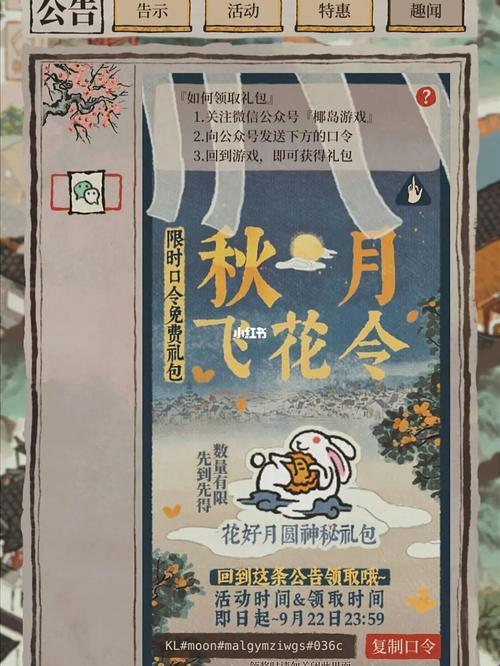 公告
告示 活动 特惠 趣闻
『如何领取礼包』
1.关注微信公众号『椰岛游戏』
2.向公众号发送下方的口令
3.回到游戏，即可获得礼包
?
限时口令免费礼包
秋月
飞花令
小红书
数量有限
先到先得
花好月圆神秘礼包
回到这条公告领取哦~
活动时间&领取时间
即日起~9月22日23:59
KL#moon#malgymziwgs#036c
复制口令